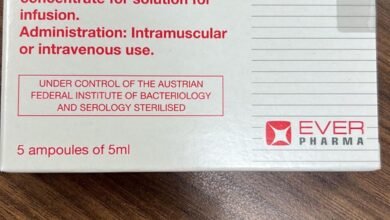 concentrate for solution for
infusion.
Administration: Intramuscular
or intravenous use.
UNDER CONTROL OF THE AUSTRIAN
FEDERAL INSTITUTE OF BACTERIOLOGY
AND SEROLOGY STERILISED
5 ampoules of 5ml
EVER
PHARMA